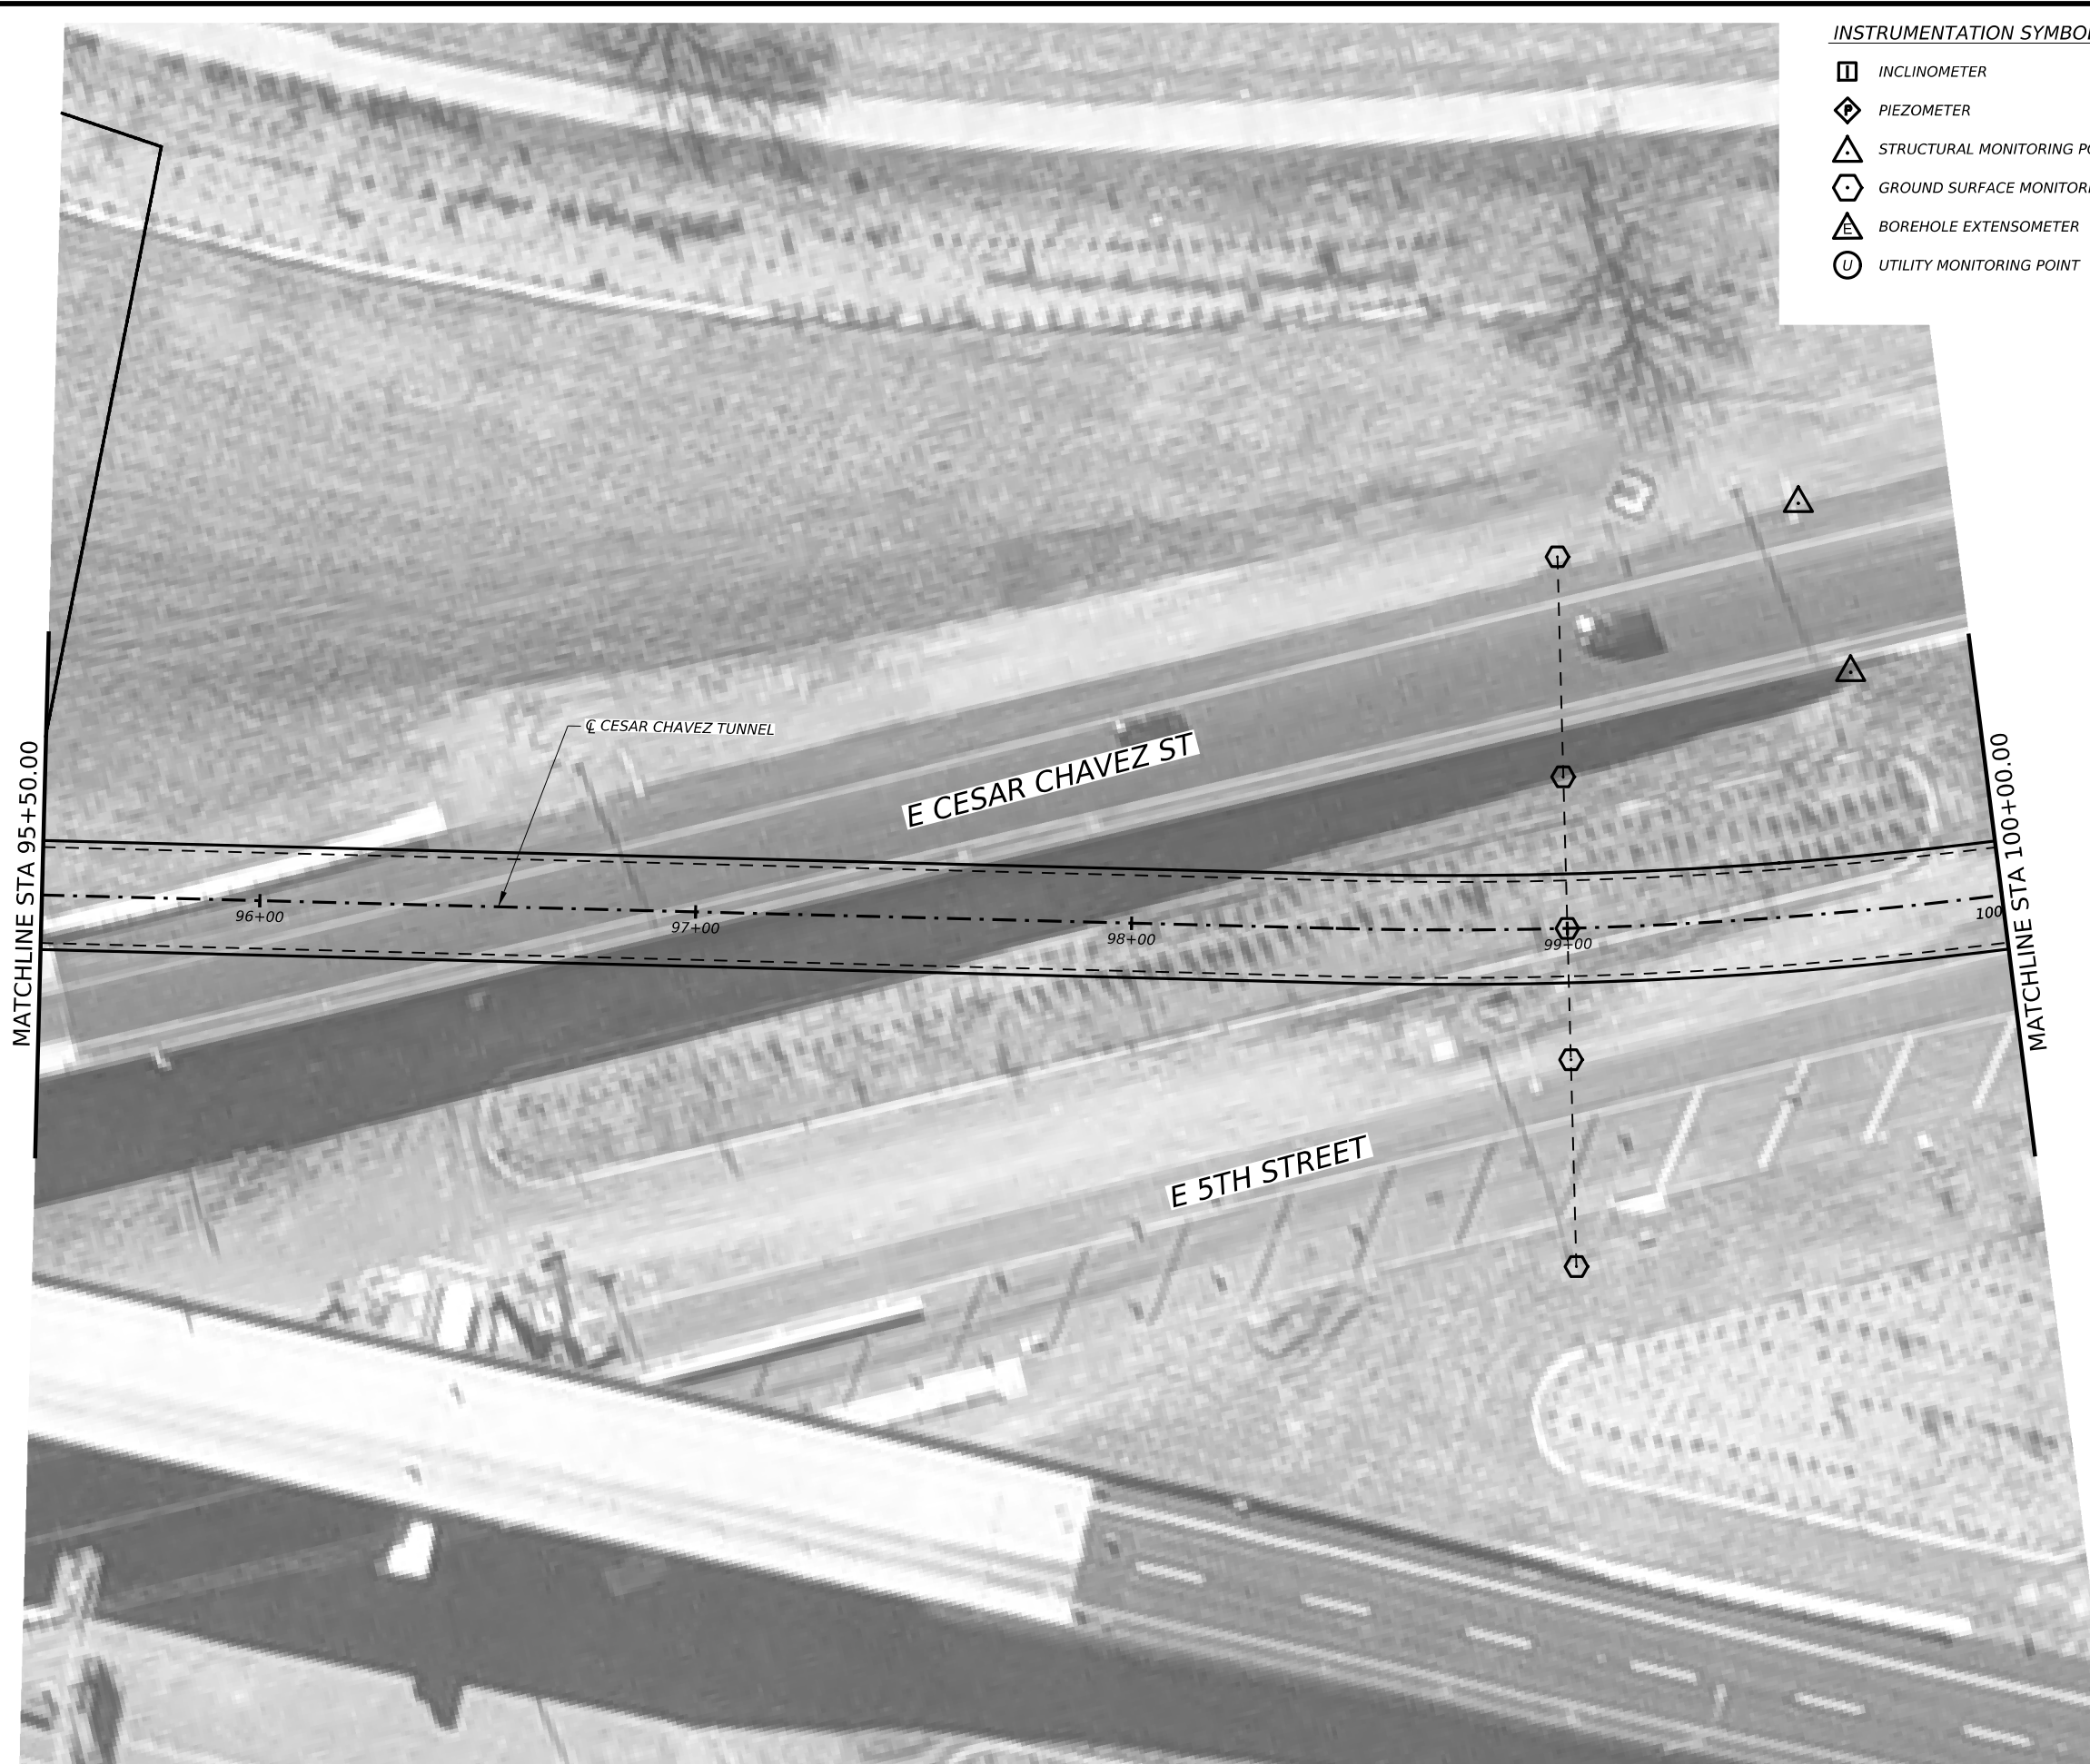 INSTRUMENTATION SYMBOL
I INCLINOMETER
P PIEZOMETER
STRUCTURAL MONITORING PO
GROUND SURFACE MONITORI
E BOREHOLE EXTENSOMETER
U UTILITY MONITORING POINT
℄ CESAR CHAVEZ TUNNEL
E CESAR CHAVEZ ST
MATCHLINE STA 95+50.00
MATCHLINE STA 100+00.00
96+00
97+00
98+00
99+00
100
E 5TH STREET